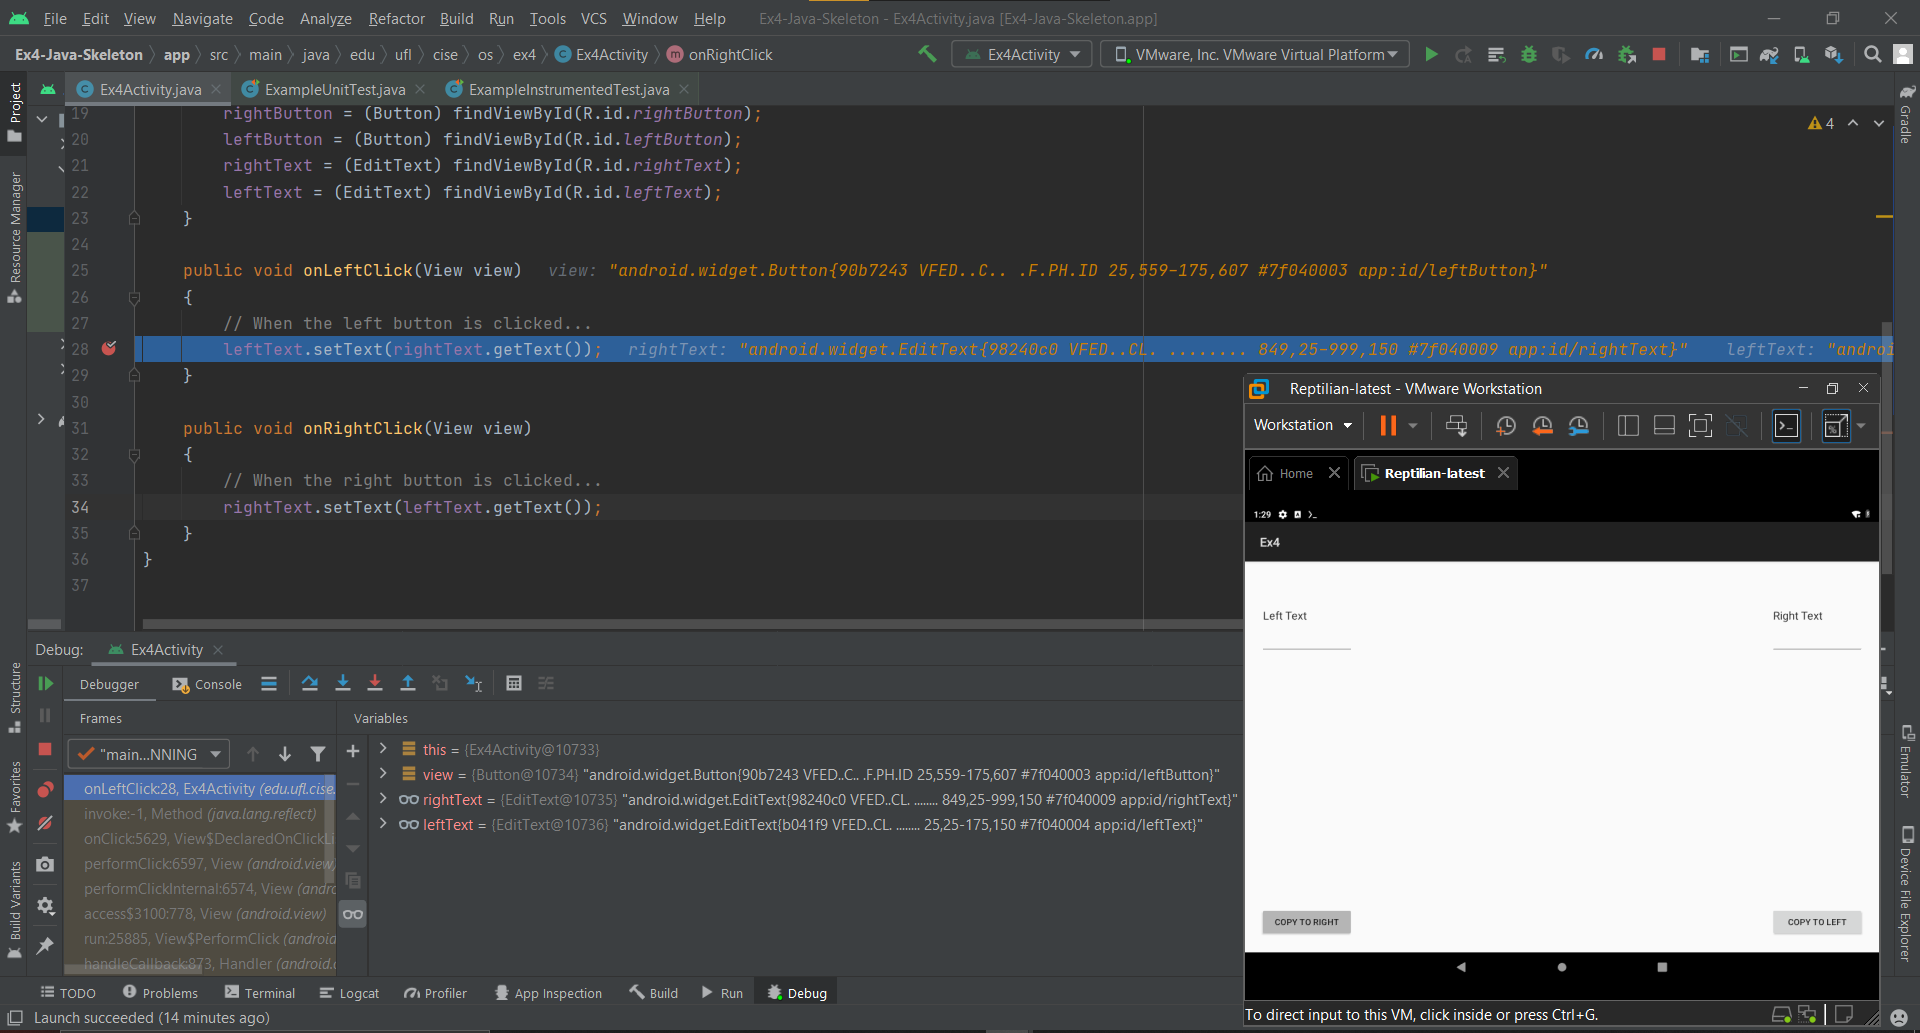 File Edit View Navigate Code Analyze Refactor Build Run Tools VCS Window Help Ex4-Java-Skeleton - Ex4Activity.java [Ex4-Java-Skeleton.app]
Ex4-Java-Skeleton app src main java edu ufl cise os ex4 Ex4Activity onRightClick Ex4Activity VMware, Inc. VMware Virtual Platform
Ex4Activity.java ExampleUnitTest.java ExampleInstrumentedTest.java
Project
Resource Manager
Structure
Favorites
Build Variants
Gradle
Emulator
Device File Explorer
4
19 rightButton = (Button) findViewById(R.id.rightButton);
20 leftButton = (Button) findViewById(R.id.leftButton);
21 rightText = (EditText) findViewById(R.id.rightText);
22 leftText = (EditText) findViewById(R.id.leftText);
23 }
24
25 public void onLeftClick(View view) view: "android.widget.Button{90b7243 VFED..C.. .F.PH.ID 25,559-175,607 #7f040003 app:id/leftButton}"
26 {
27 // When the left button is clicked...
28 leftText.setText(rightText.getText()); rightText: "android.widget.EditText{98240c0 VFED..CL. ........ 849,25-999,150 #7f040009 app:id/rightText}" leftText: "androi
29 }
30
31 public void onRightClick(View view)
32 {
33 // When the right button is clicked...
34 rightText.setText(leftText.getText());
35 }
36 }
37
Debug: Ex4Activity
Debugger Console
Frames Variables
"main...NNING
onLeftClick:28, Ex4Activity (edu.ufl.cise.
invoke:-1, Method (java.lang.reflect)
onClick:5629, View$DeclaredOnClickLi
performClick:6597, View (android.view)
performClickInternal:6574, View (andro
access$3100:778, View (android.view)
run:25885, View$PerformClick (android
handleCallback:873, Handler (android.o
this = {Ex4Activity@10733}
view = {Button@10734} "android.widget.Button{90b7243 VFED..C.. .F.PH.ID 25,559-175,607 #7f040003 app:id/leftButton}"
rightText = {EditText@10735} "android.widget.EditText{98240c0 VFED..CL. ........ 849,25-999,150 #7f040009 app:id/rightText}"
leftText = {EditText@10736} "android.widget.EditText{b041f9 VFED..CL. ........ 25,25-175,150 #7f040004 app:id/leftText}"
TODO Problems Terminal Logcat Profiler App Inspection Build Run Debug
Launch succeeded (14 minutes ago)
Reptilian-latest - VMware Workstation
Workstation
Home Reptilian-latest
1:29
Ex4
Left Text Right Text
COPY TO RIGHT COPY TO LEFT
To direct input to this VM, click inside or press Ctrl+G.